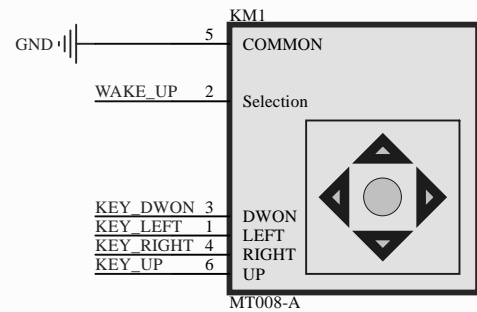 KM1
GND 5 COMMON
WAKE_UP 2 Selection
KEY_DWON 3 DWON
KEY_LEFT 1 LEFT
KEY_RIGHT 4 RIGHT
KEY_UP 6 UP
MT008-A